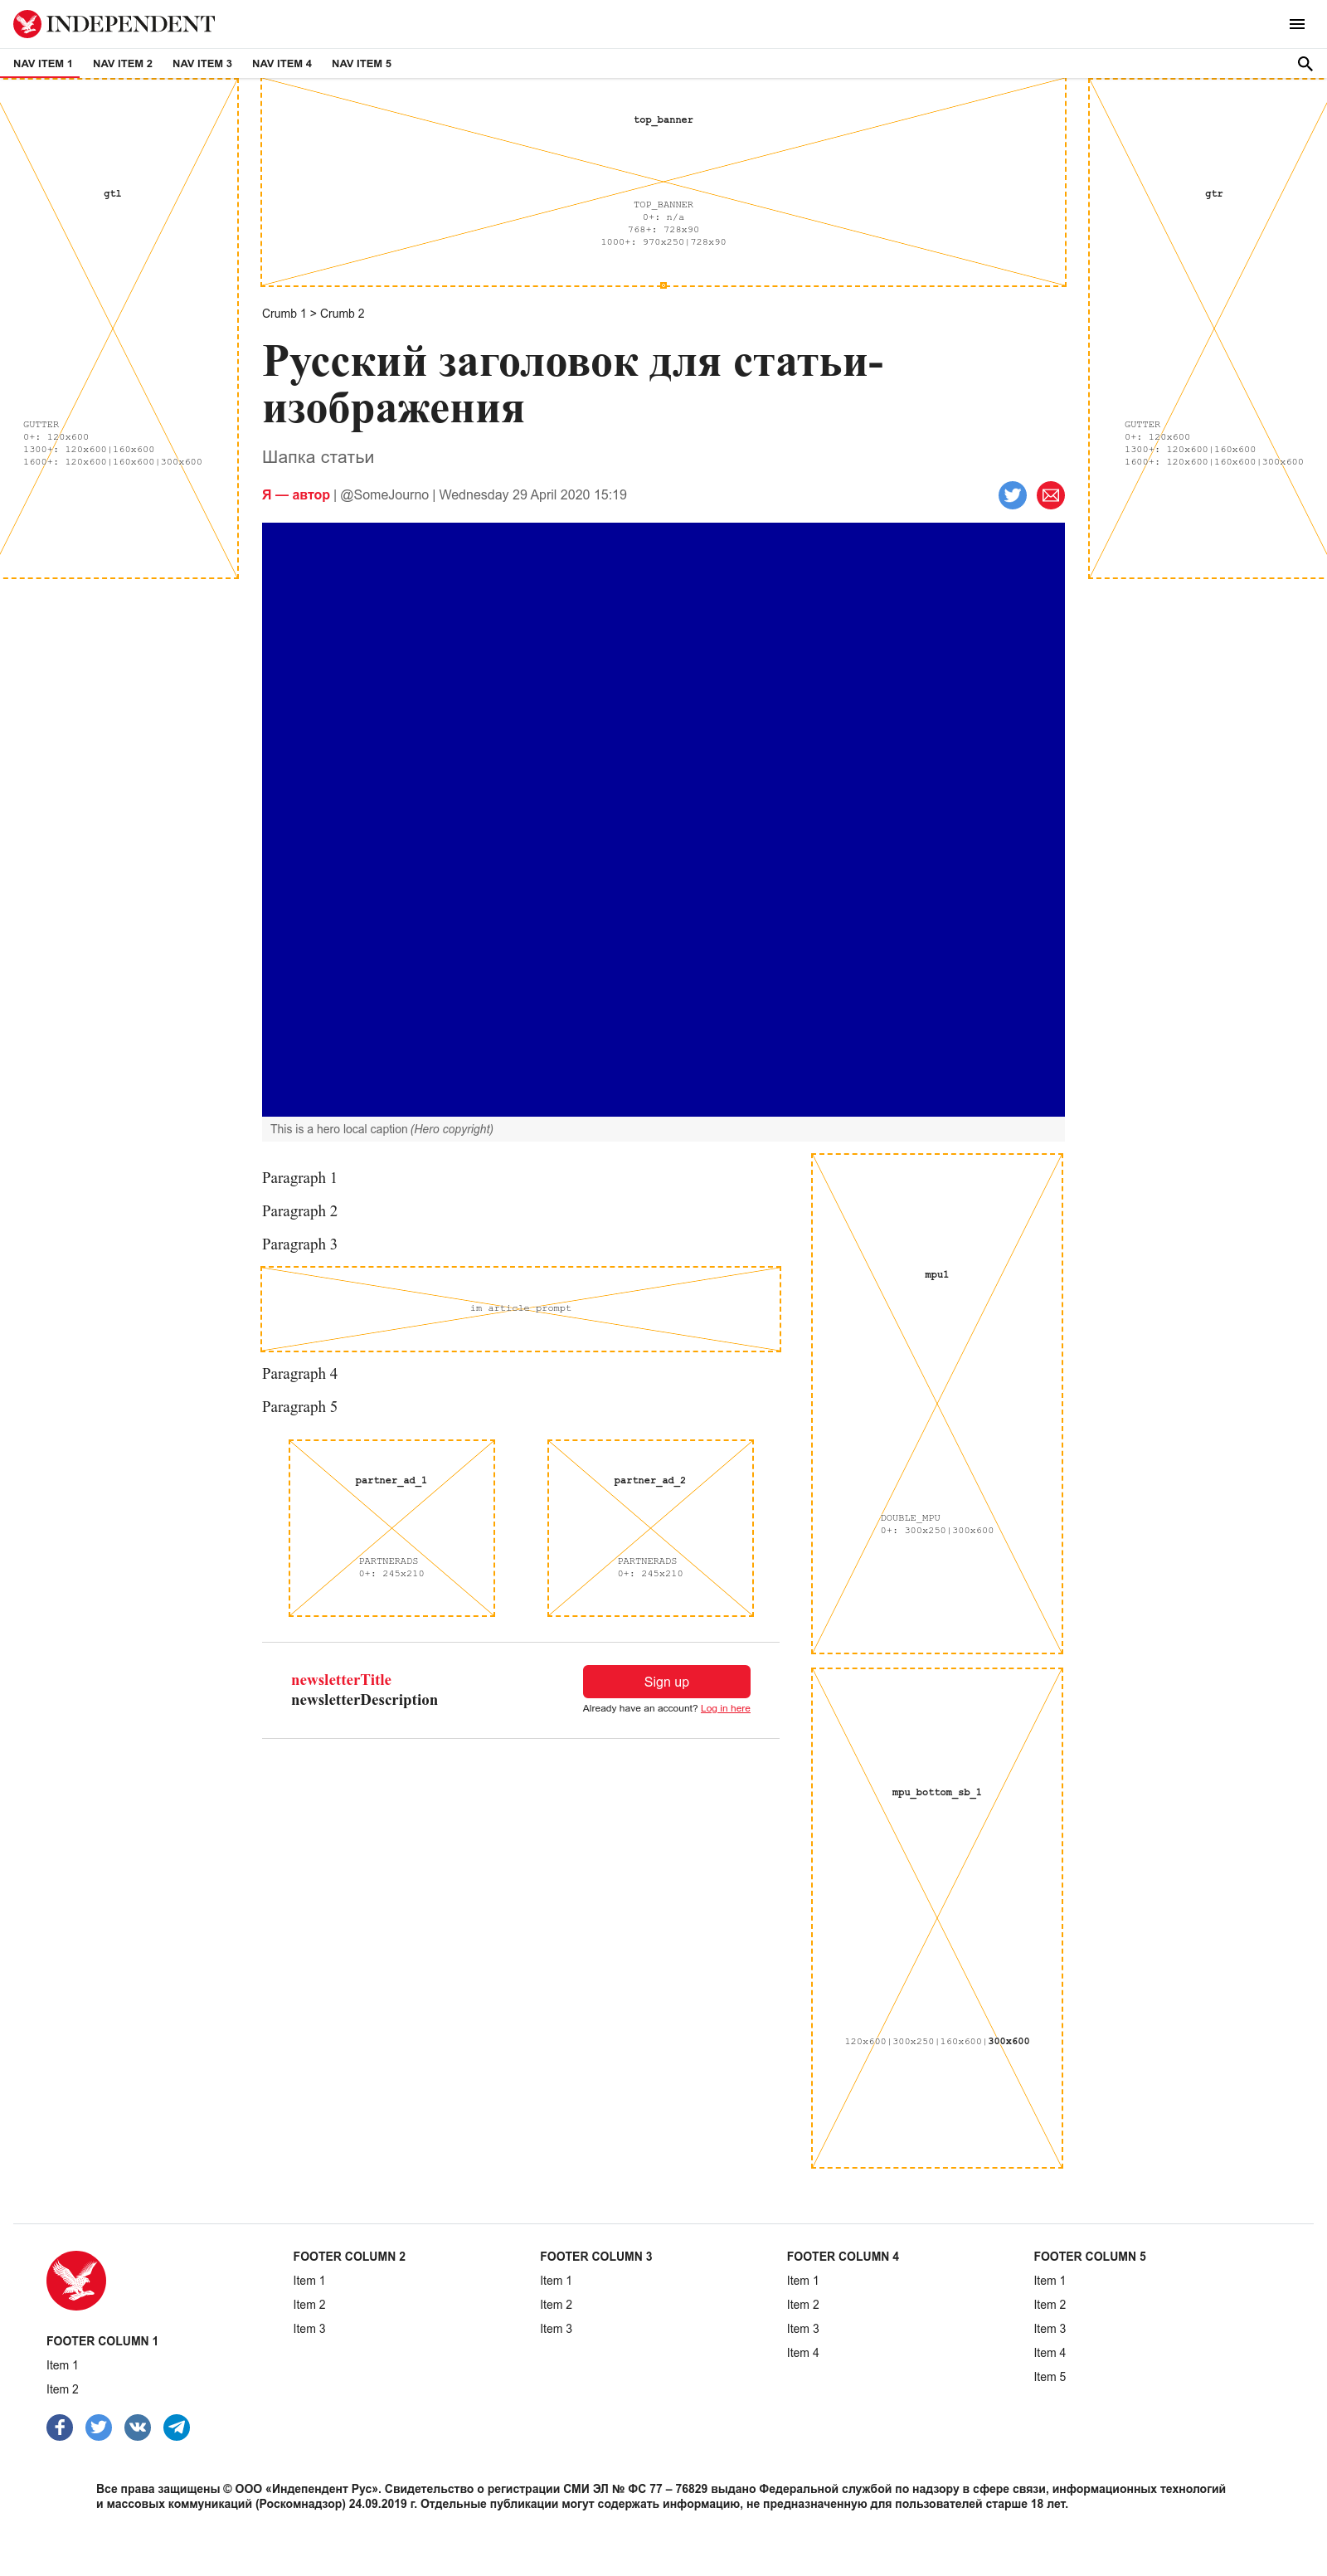 INDEPENDENT
NAV ITEM 1 NAV ITEM 2 NAV ITEM 3 NAV ITEM 4 NAV ITEM 5
gtl
GUTTER
0+: 120x600
1300+: 120x600|160x600
1600+: 120x600|160x600|300x600
top_banner
TOP_BANNER
0+: n/a
768+: 728x90
1000+: 970x250|728x90
gtr
GUTTER
0+: 120x600
1300+: 120x600|160x600
1600+: 120x600|160x600|300x600
Crumb 1 > Crumb 2
Русский заголовок для статьи-
изображения
Шапка статьи
Я — автор | @SomeJourno | Wednesday 29 April 2020 15:19
This is a hero local caption (Hero copyright)
Paragraph 1
Paragraph 2
Paragraph 3
im article prompt
Paragraph 4
Paragraph 5
partner_ad_1
PARTNERADS
0+: 245x210
partner_ad_2
PARTNERADS
0+: 245x210
newsletterTitle
newsletterDescription
Sign up
Already have an account? Log in here
mpu1
DOUBLE_MPU
0+: 300x250|300x600
mpu_bottom_sb_1
120x600|300x250|160x600|300x600
FOOTER COLUMN 1
Item 1
Item 2
FOOTER COLUMN 2
Item 1
Item 2
Item 3
FOOTER COLUMN 3
Item 1
Item 2
Item 3
FOOTER COLUMN 4
Item 1
Item 2
Item 3
Item 4
FOOTER COLUMN 5
Item 1
Item 2
Item 3
Item 4
Item 5
Все права защищены © ООО «Индепендент Рус». Свидетельство о регистрации СМИ ЭЛ № ФС 77 – 76829 выдано Федеральной службой по надзору в сфере связи, информационных технологий
и массовых коммуникаций (Роскомнадзор) 24.09.2019 г. Отдельные публикации могут содержать информацию, не предназначенную для пользователей старше 18 лет.